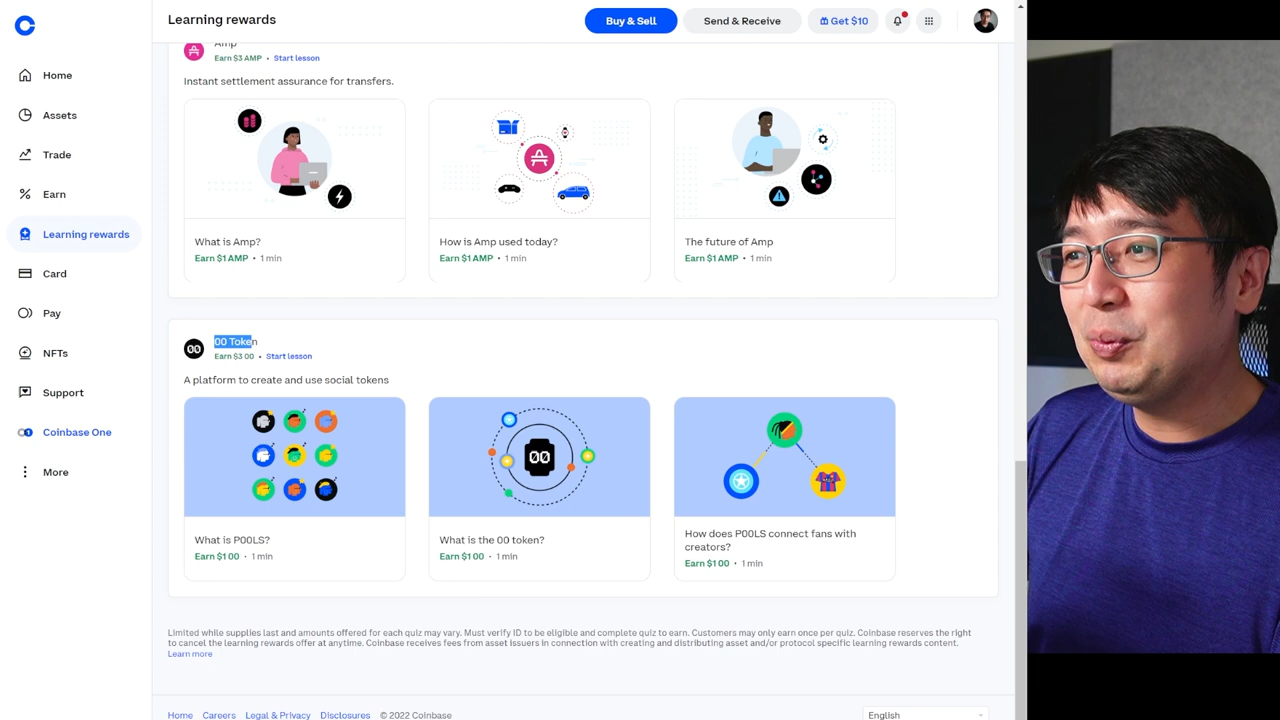 Learning rewards
Buy & Sell
Send & Receive
Get $10
Home
Assets
Trade
Earn
Learning rewards
Card
Pay
NFTs
Support
Coinbase One
More
Amp
Earn $3 AMP • Start lesson
Instant settlement assurance for transfers.
What is Amp?
Earn $1 AMP • 1 min
How is Amp used today?
Earn $1 AMP • 1 min
The future of Amp
Earn $1 AMP • 1 min
00
00 Token
Earn $3 00 • Start lesson
A platform to create and use social tokens
00
What is P00LS?
Earn $1 00 • 1 min
What is the 00 token?
Earn $1 00 • 1 min
How does P00LS connect fans with
creators?
Earn $1 00 • 1 min
Limited while supplies last and amounts offered for each quiz may vary. Must verify ID to be eligible and complete quiz to earn. Customers may only earn once per quiz. Coinbase reserves the right
to cancel the learning rewards offer at anytime. Coinbase receives fees from asset issuers in connection with creating and distributing asset and/or protocol specific learning rewards content.
Learn more
Home Careers Legal & Privacy Disclosures © 2022 Coinbase
English